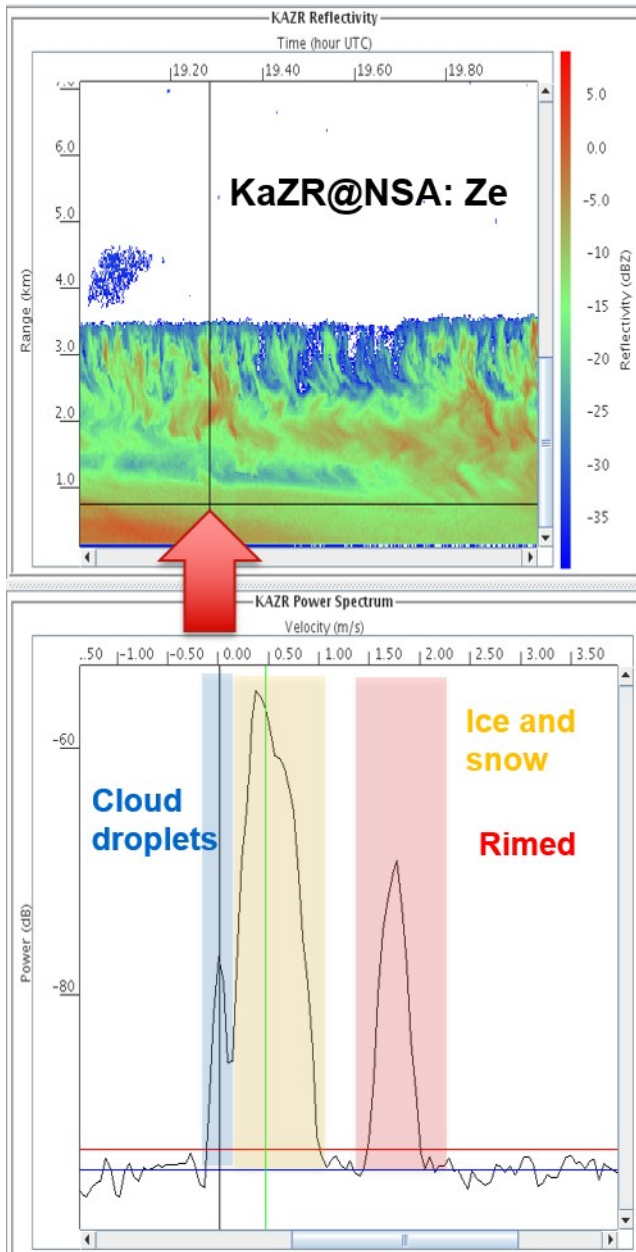 KAZR Reflectivity
Time (hour UTC)
19.20 19.40 19.60 19.80
KaZR@NSA: Ze
6.0
5.0
4.0
3.0
2.0
1.0
Range (km)
5.0
0.0
-5.0
-10
-15
-20
-25
-30
-35
Reflectivity (dBZ)
KAZR Power Spectrum
Velocity (m/s)
.50 -1.00 -0.50 0.00 0.50 1.00 1.50 2.00 2.50 3.00 3.50
-60
-80
Power (dB)
Cloud
droplets
Ice and
snow
Rimed